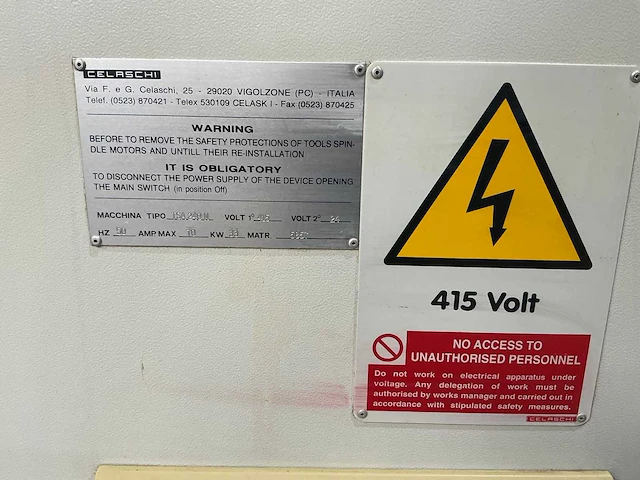 CELASCHI
Via F. e G. Celaschi, 25 - 29020 VIGOLZONE (PC) - ITALIA
Telef. (0523) 870421 - Telex 530109 CELASK I - Fax (0523) 870425
WARNING
BEFORE TO REMOVE THE SAFETY PROTECTIONS OF TOOLS SPIN-
DLE MOTORS AND UNTILL THEIR RE-INSTALLATION
IT IS OBLIGATORY
TO DISCONNECT THE POWER SUPPLY OF THE DEVICE OPENING
THE MAIN SWITCH (in position Off)
MACCHINA TIPO VOLT 1° VOLT 2° 24
HZ 50 AMP. MAX 70 KW 33 MATR.
415 Volt
NO ACCESS TO
UNAUTHORISED PERSONNEL
Do not work on electrical apparatus under
voltage. Any delegation of work must be
authorised by works manager and carried out in
accordance with stipulated safety measures.
CELASCHI